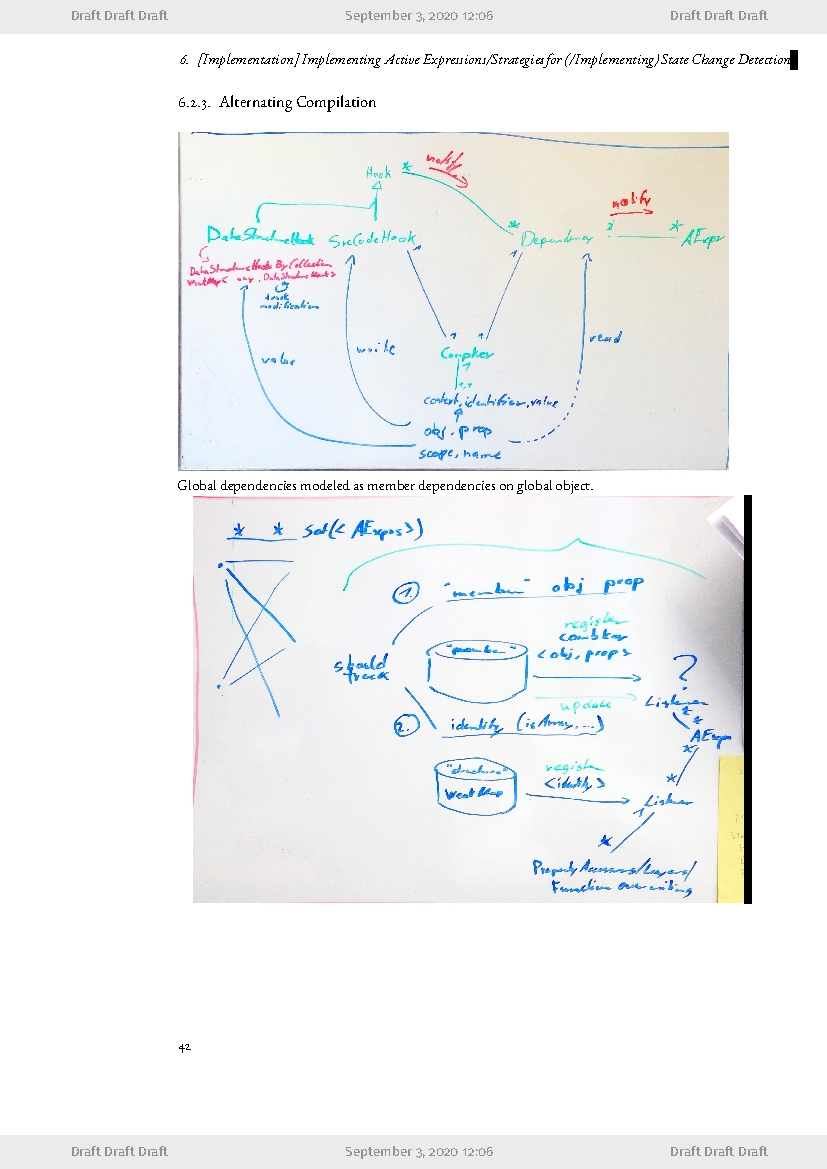 Draft Draft Draft September 3, 2020 12:06 Draft Draft Draft
6. [Implementation] Implementing Active Expressions/Strategies for (/Implementing) State Change Detection
6.2.3. Alternating Compilation
Hook
*
notify
*
notify
*
DataStructureHook
SrcCodeHook
Dependency
AExpr
DataStructureHooks By Collection
WeakMap< any, DataStructureHook>
track
modification
value
write
read
CompKey
context, identifier, value
obj, prop
scope, name
Global dependencies modeled as member dependencies on global object.
* * Set(< AExprs>)
1. "member" obj prop
register
combkey
< obj, prop>
should
track
"member"
?
update
Listener
2. identity (isArray, ...)
*
AExpr
*
"structure"
WeakMap
register
<identity>
*
Listener
*
Property Accessors/Layers/
Function overwriting
42
Draft Draft Draft September 3, 2020 12:06 Draft Draft Draft